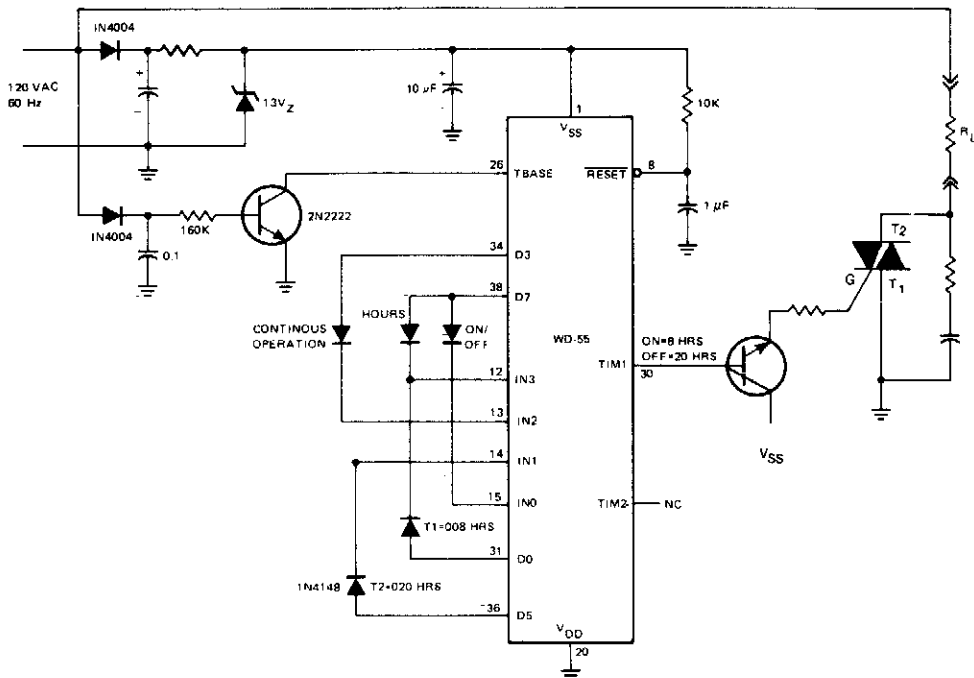 IN4004
120 VAC
60 Hz
+
-
13VZ
10 µF
+
-
10K
1
VSS
26
TBASE
RESET
8
1 µF
RL
T2
G
T1
IN4004
0.1
160K
2N2222
34
D3
38
D7
HOURS
ON/
OFF
CONTINOUS
OPERATION
WD-55
ON=8 HRS
OFF=20 HRS
TIM1
30
12
IN3
13
IN2
VSS
14
IN1
15
IN0
TIM2
NC
T1=008 HRS
31
D0
1N4148
T2=020 HRS
36
D5
VDD
20